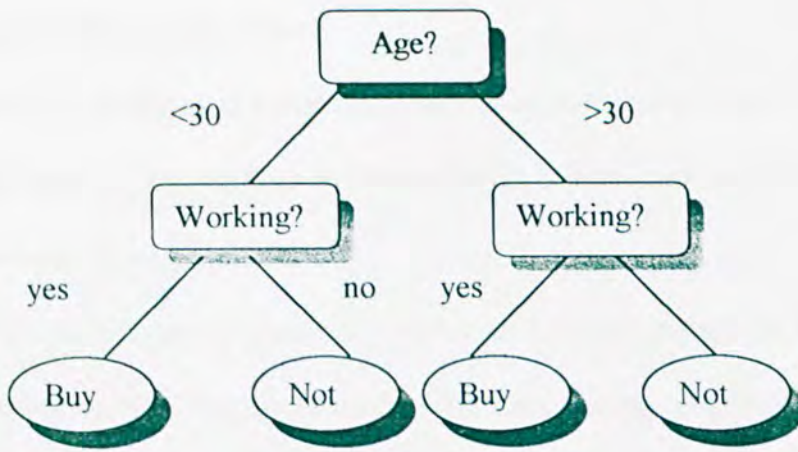 Age?
<30 >30
Working? Working?
yes no yes
Buy Not Buy Not